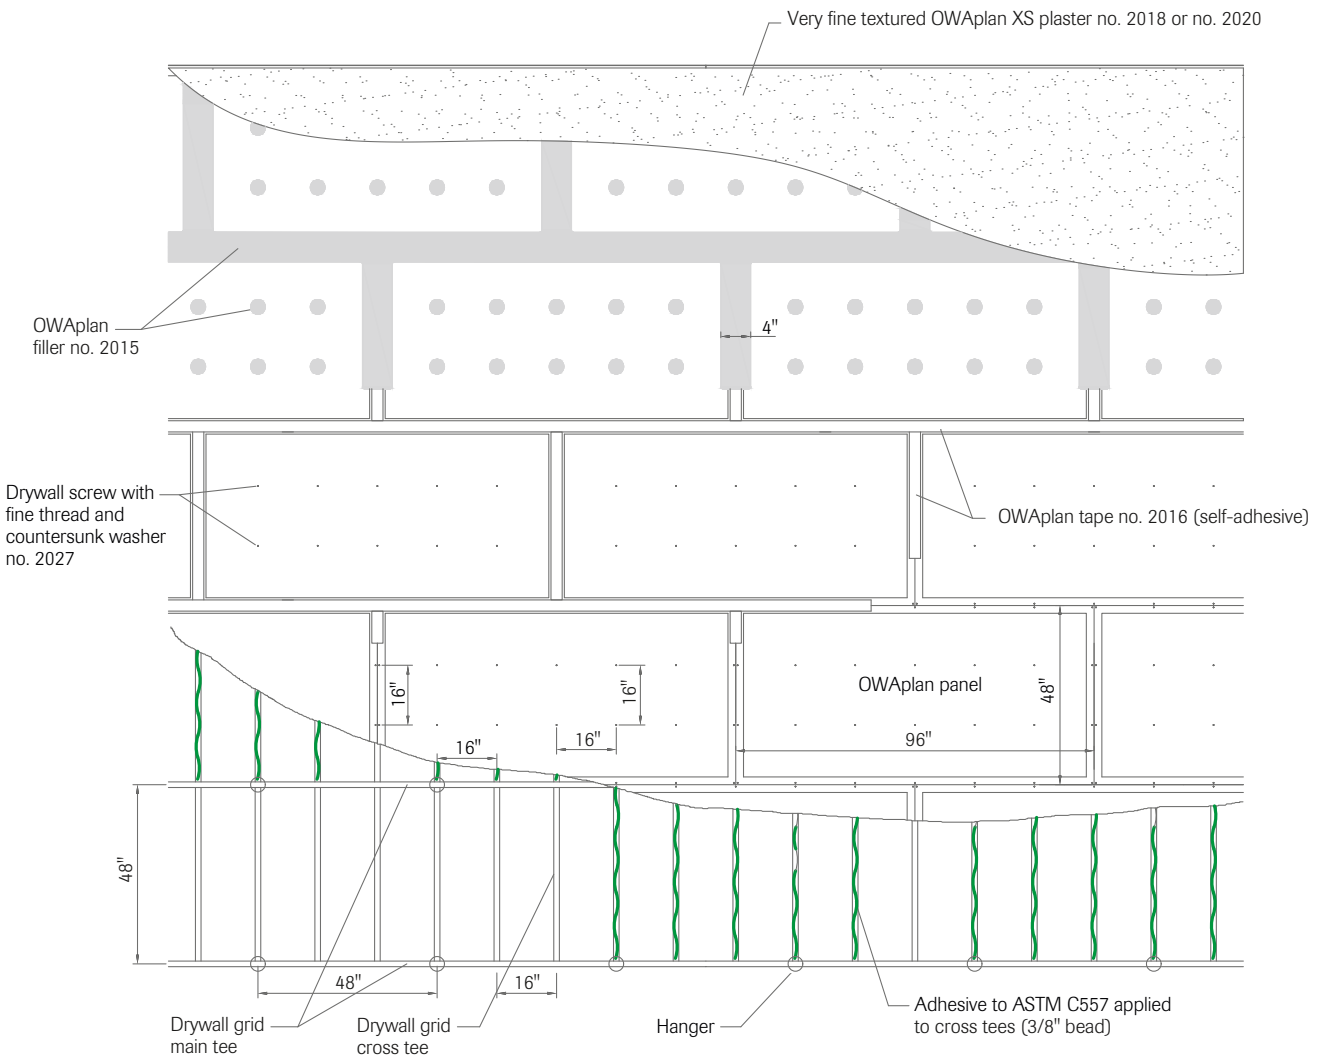 Very fine textured OWAplan XS plaster no. 2018 or no. 2020
OWAplan
filler no. 2015
4"
Drywall screw with
fine thread and
countersunk washer
no. 2027
OWAplan tape no. 2016 (self-adhesive)
16"
16"
OWAplan panel
48"
16"
16"
96"
48"
48"
16"
Drywall grid
main tee
Drywall grid
cross tee
Hanger
Adhesive to ASTM C557 applied
to cross tees (3/8" bead)